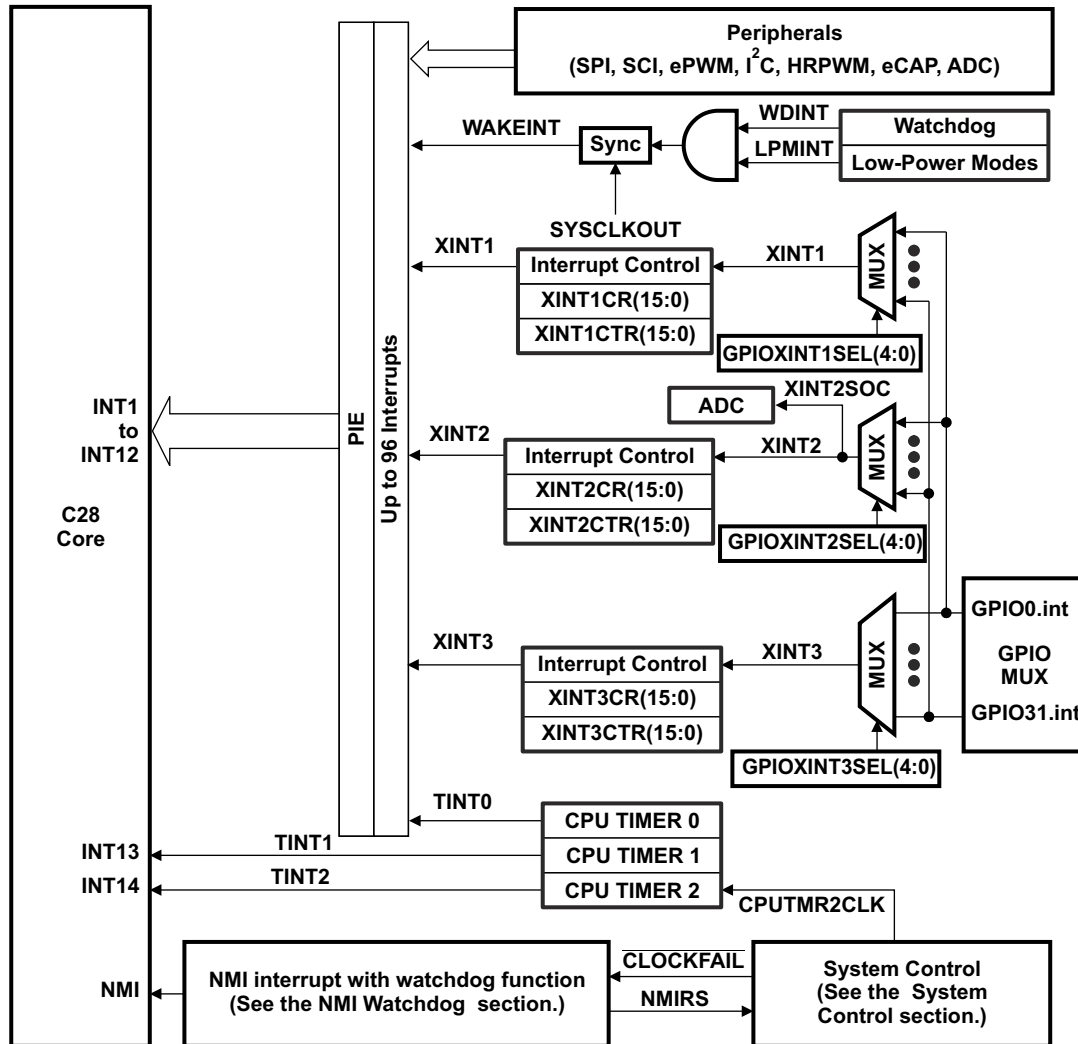 Peripherals
(SPI, SCI, ePWM, I²C, HRPWM, eCAP, ADC)
WAKEINT
Sync
WDINT
LPMINT
Watchdog
Low-Power Modes
SYSCLKOUT
XINT1
Interrupt Control
XINT1CR(15:0)
XINT1CTR(15:0)
XINT1
MUX
GPIOXINT1SEL(4:0)
INT1
to
INT12
PIE
Up to 96 Interrupts
ADC
XINT2SOC
XINT2
Interrupt Control
XINT2CR(15:0)
XINT2CTR(15:0)
XINT2
MUX
GPIOXINT2SEL(4:0)
C28
Core
XINT3
Interrupt Control
XINT3CR(15:0)
XINT3CTR(15:0)
XINT3
MUX
GPIOXINT3SEL(4:0)
GPIO0.int
GPIO
MUX
GPIO31.int
TINT0
CPU TIMER 0
INT13
TINT1
CPU TIMER 1
INT14
TINT2
CPU TIMER 2
CPUTMR2CLK
NMI
NMI interrupt with watchdog function
(See the NMI Watchdog section.)
CLOCKFAIL
NMIRS
System Control
(See the System
Control section.)